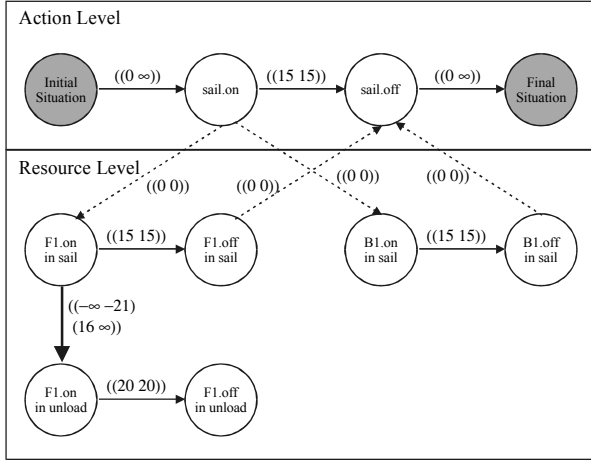 Action Level
Initial
Situation
((0 ∞))
sail.on
((15 15))
sail.off
((0 ∞))
Final
Situation
Resource Level
((0 0))
((0 0))
((0 0))
((0 0))
F1.on
in sail
((15 15))
F1.off
in sail
B1.on
in sail
((15 15))
B1.off
in sail
((−∞ −21)
(16 ∞))
F1.on
in unload
((20 20))
F1.off
in unload